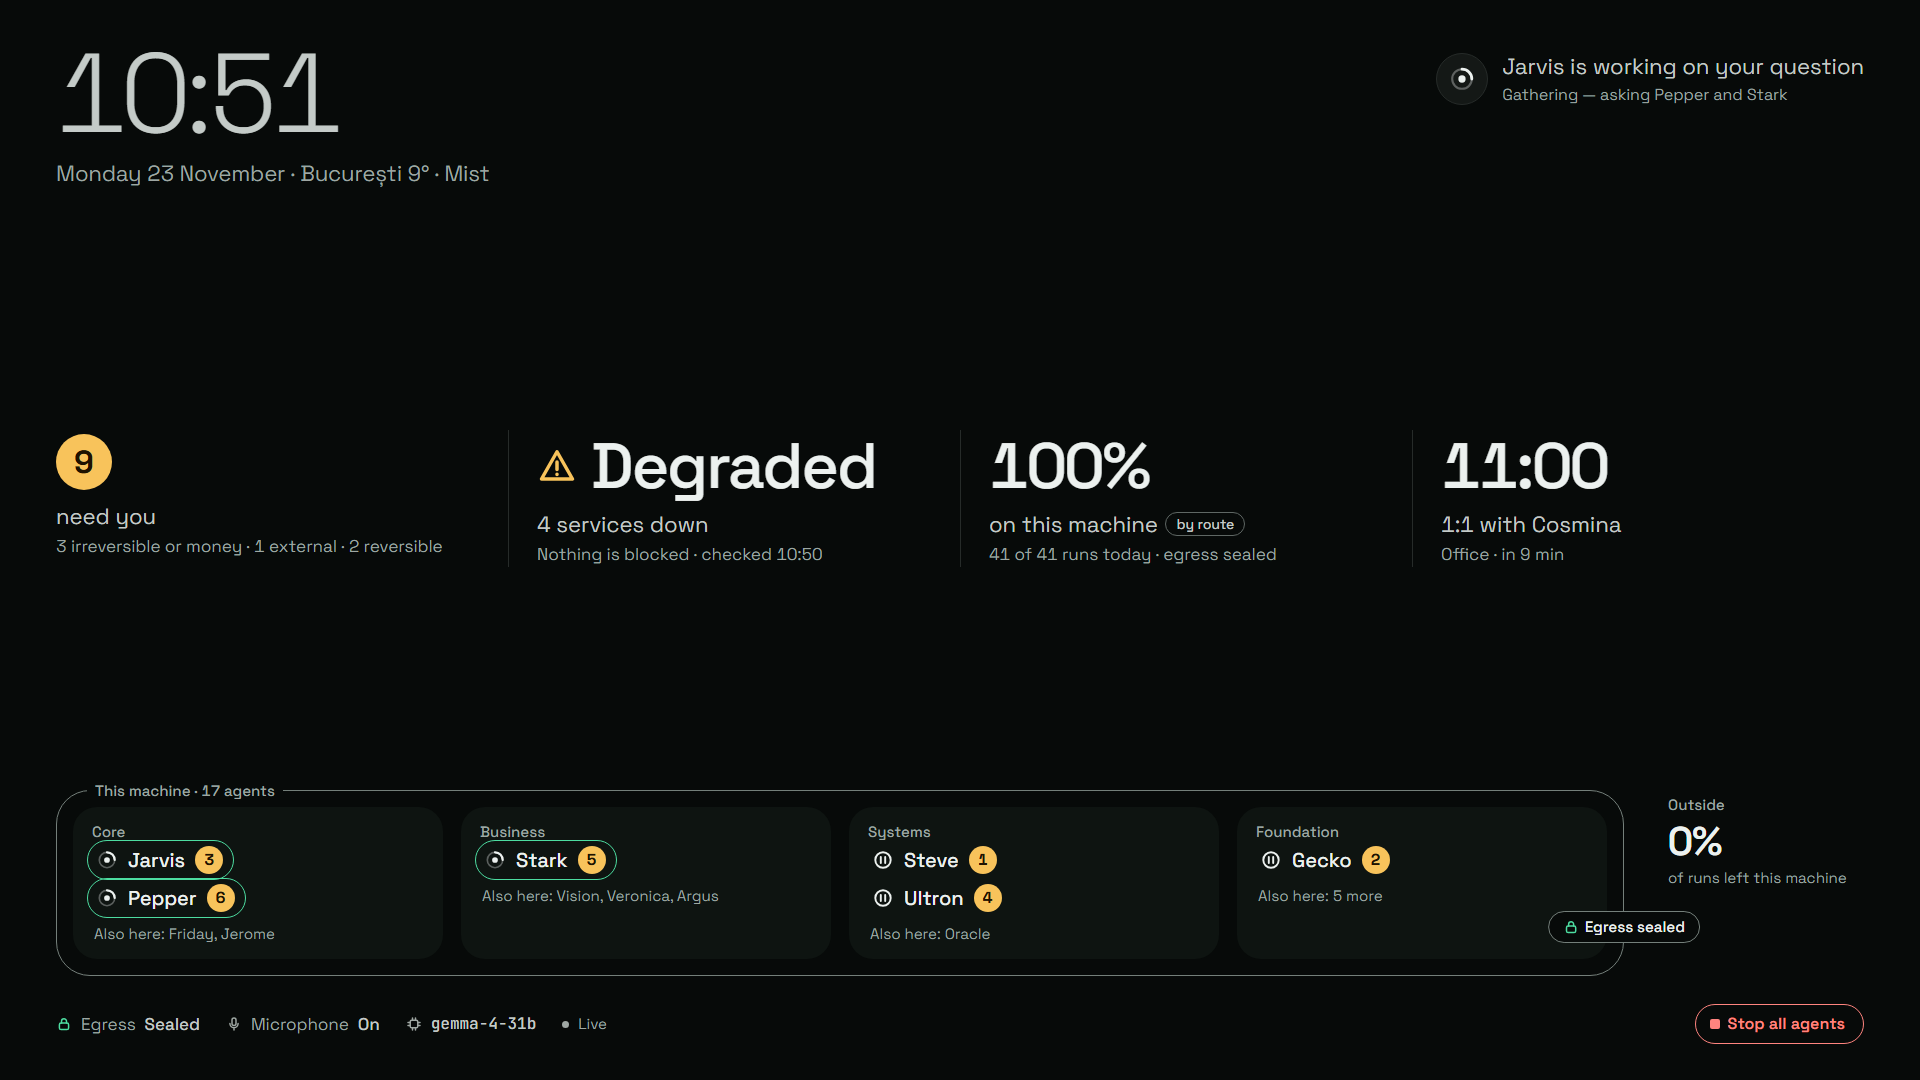 10:51
Monday 23 November · București 9° · Mist
Jarvis is working on your question
Gathering — asking Pepper and Stark
9
need you
3 irreversible or money · 1 external · 2 reversible
Degraded
4 services down
Nothing is blocked · checked 10:50
100%
on this machine by route
41 of 41 runs today · egress sealed
11:00
1:1 with Cosmina
Office · in 9 min
This machine · 17 agents
Core
Jarvis 3
Pepper 6
Also here: Friday, Jerome
Business
Stark 5
Also here: Vision, Veronica, Argus
Systems
Steve 1
Ultron 4
Also here: Oracle
Foundation
Gecko 2
Also here: 5 more
Egress sealed
Outside
0%
of runs left this machine
Egress Sealed Microphone On gemma-4-31b Live
Stop all agents